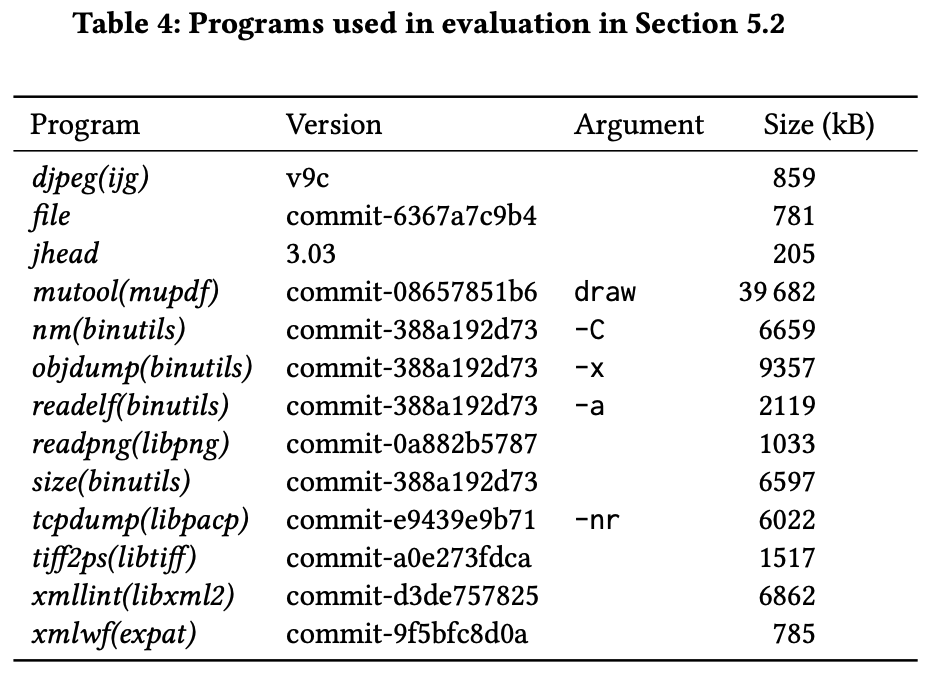 Table 4: Programs used in evaluation in Section 5.2
Program Version Argument Size (kB)
djpeg(ijg) v9c 859
file commit-6367a7c9b4 781
jhead 3.03 205
mutool(mupdf) commit-08657851b6 draw 39 682
nm(binutils) commit-388a192d73 -C 6659
objdump(binutils) commit-388a192d73 -x 9357
readelf(binutils) commit-388a192d73 -a 2119
readpng(libpng) commit-0a882b5787 1033
size(binutils) commit-388a192d73 6597
tcpdump(libpacp) commit-e9439e9b71 -nr 6022
tiff2ps(libtiff) commit-a0e273fdca 1517
xmllint(libxml2) commit-d3de757825 6862
xmlwf(expat) commit-9f5bfc8d0a 785